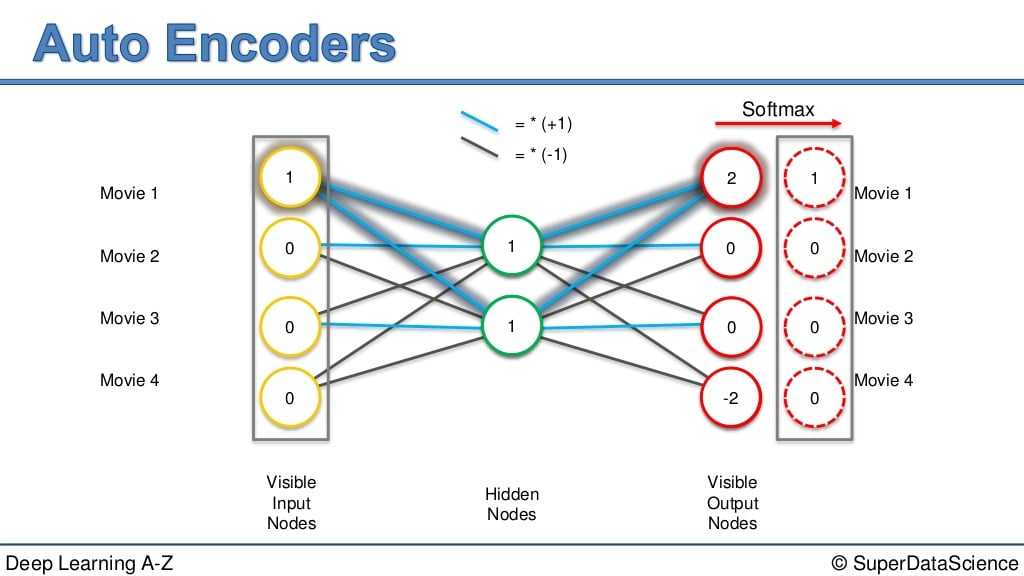 Auto Encoders
= * (+1)
= * (-1)
Softmax
Movie 1
1
1
2
1
Movie 1
Movie 2
0
0
0
Movie 2
Movie 3
0
1
0
0
Movie 3
Movie 4
0
-2
0
Movie 4
Visible
Input
Nodes
Hidden
Nodes
Visible
Output
Nodes
Deep Learning A-Z
© SuperDataScience